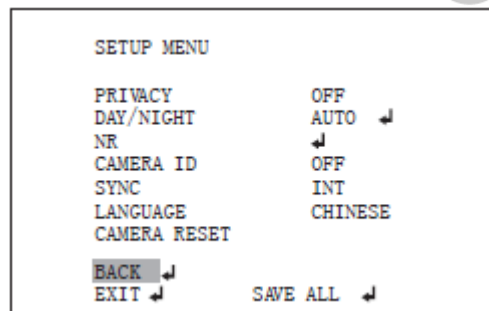 SETUP MENU
PRIVACY OFF
DAY/NIGHT AUTO ↲
NR ↲
CAMERA ID OFF
SYNC INT
LANGUAGE CHINESE
CAMERA RESET
BACK ↲
EXIT ↲ SAVE ALL ↲